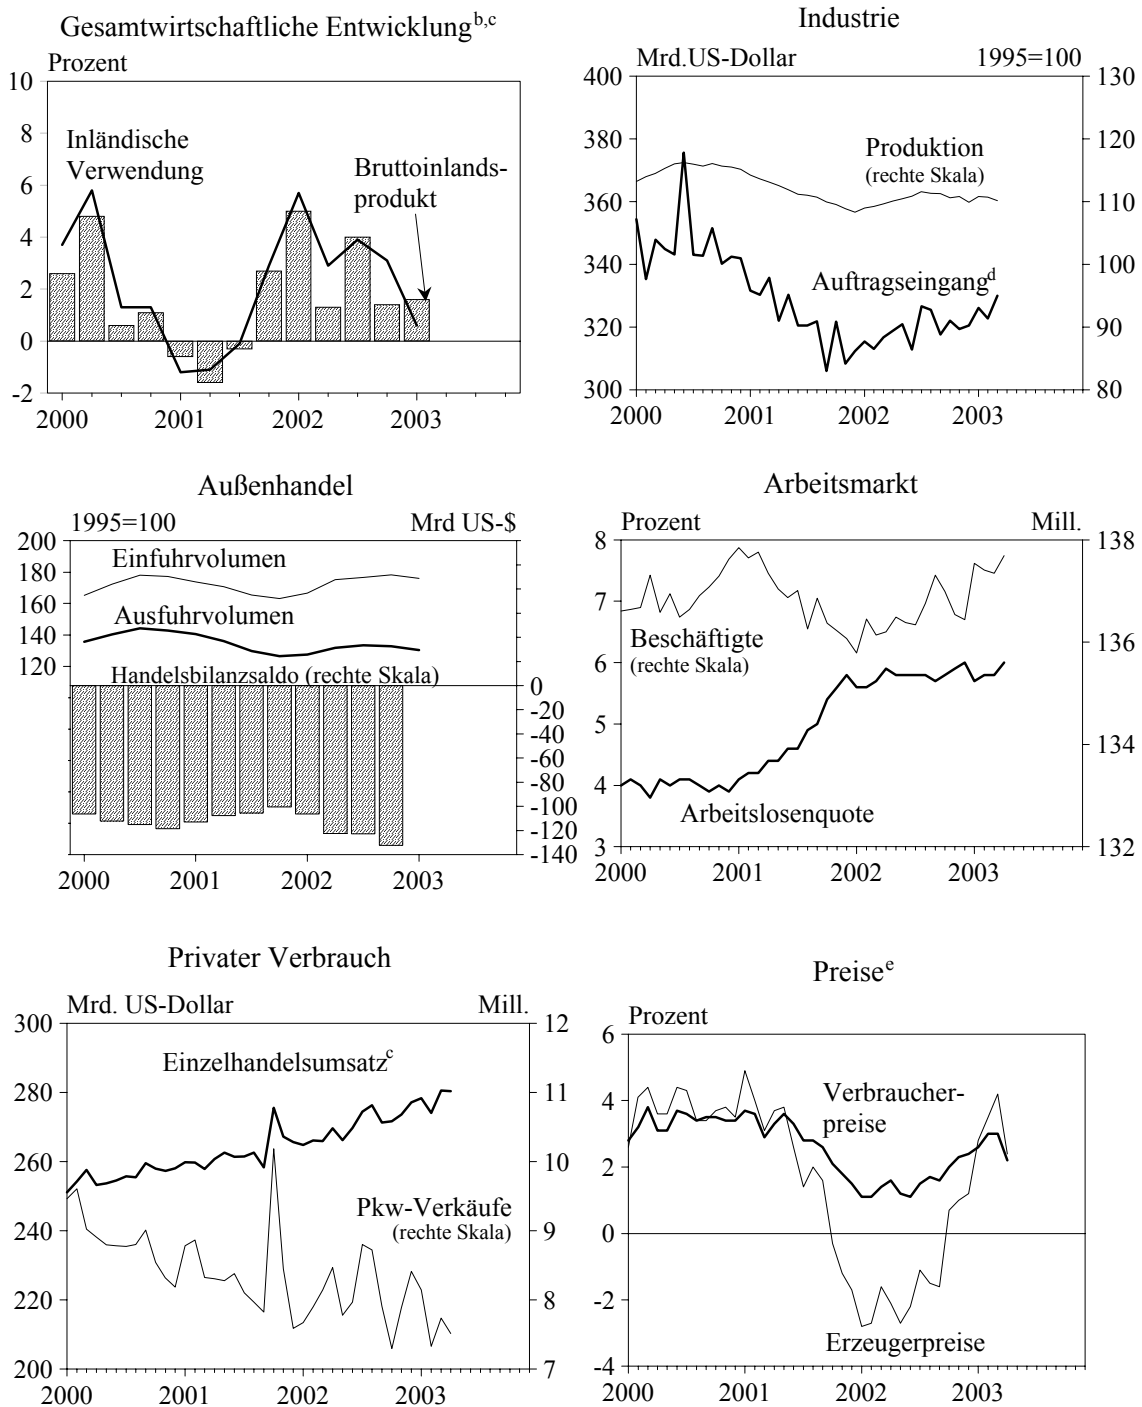 Gesamtwirtschaftliche Entwicklung b,c
Prozent
10
8
6
4
2
0
-2
Inländische
Verwendung
Bruttoinlands-
produkt
2000 2001 2002 2003
Industrie
Mrd.US-Dollar 1995=100
400
380
360
340
320
300
130
120
110
100
90
80
Produktion
(rechte Skala)
Auftragseingang d
2000 2001 2002 2003
Außenhandel
1995=100 Mrd US-$
200
180
160
140
120
Einfuhrvolumen
Ausfuhrvolumen
Handelsbilanzsaldo (rechte Skala)
0
-20
-40
-60
-80
-100
-120
-140
2000 2001 2002 2003
Arbeitsmarkt
Prozent Mill.
8
7
6
5
4
3
138
136
134
132
Beschäftigte
(rechte Skala)
Arbeitslosenquote
2000 2001 2002 2003
Privater Verbrauch
Mrd. US-Dollar Mill.
300
280
260
240
220
200
12
11
10
9
8
7
Einzelhandelsumsatz c
Pkw-Verkäufe
(rechte Skala)
2000 2001 2002 2003
Preise e
Prozent
6
4
2
0
-2
-4
Verbraucher-
preise
Erzeugerpreise
2000 2001 2002 2003